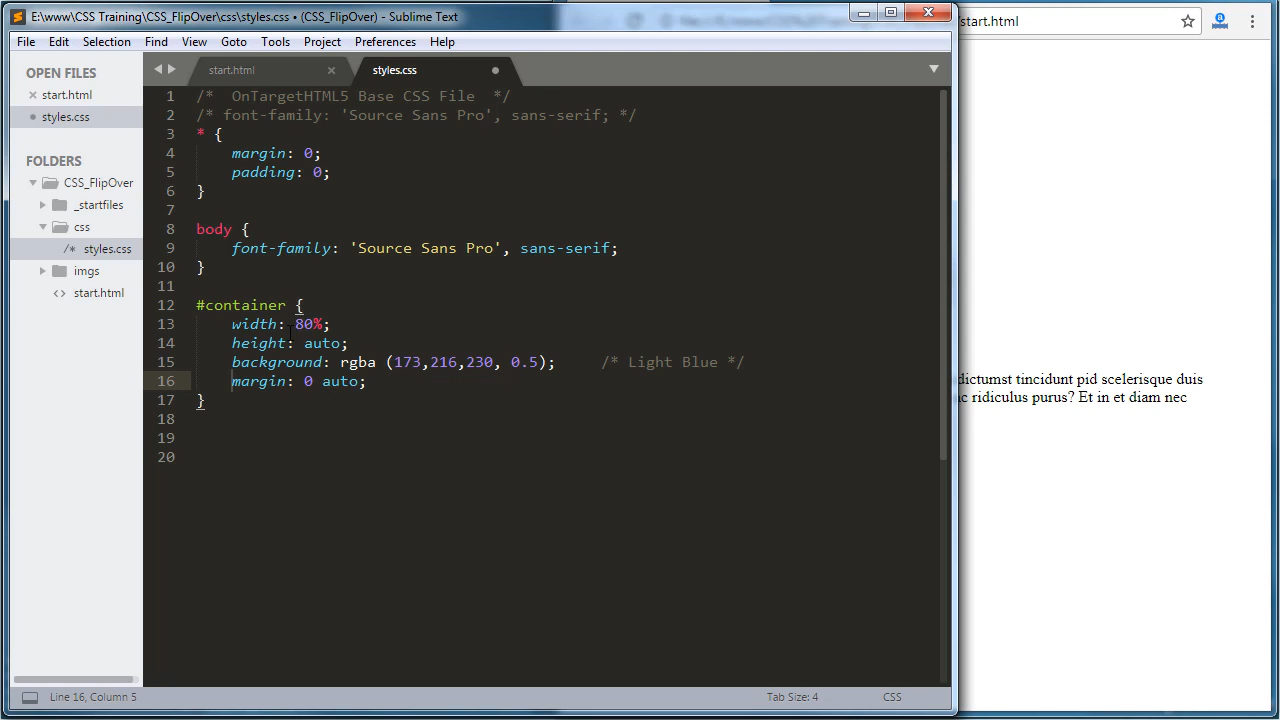 E:\www\CSS Training\CSS_FlipOver\css\styles.css • (CSS_FlipOver) - Sublime Text
/start.html
File Edit Selection Find View Goto Tools Project Preferences Help
OPEN FILES
start.html
styles.css
FOLDERS
CSS_FlipOver
_startfiles
css
/* styles.css
imgs
<> start.html
start.html
styles.css
1 /*  OnTargetHTML5 Base CSS File  */
2 /* font-family: 'Source Sans Pro', sans-serif; */
3 * {
4 margin: 0;
5 padding: 0;
6 }
7
8 body {
9 font-family: 'Source Sans Pro', sans-serif;
10 }
11
12 #container {
13 width: 80%;
14 height: auto;
15 background: rgba (173,216,230, 0.5);     /* Light Blue */
16 margin: 0 auto;
17 }
18
19
20
dictumst tincidunt pid scelerisque duis
ridiculus purus? Et in et diam nec
Line 16, Column 5
Tab Size: 4
CSS